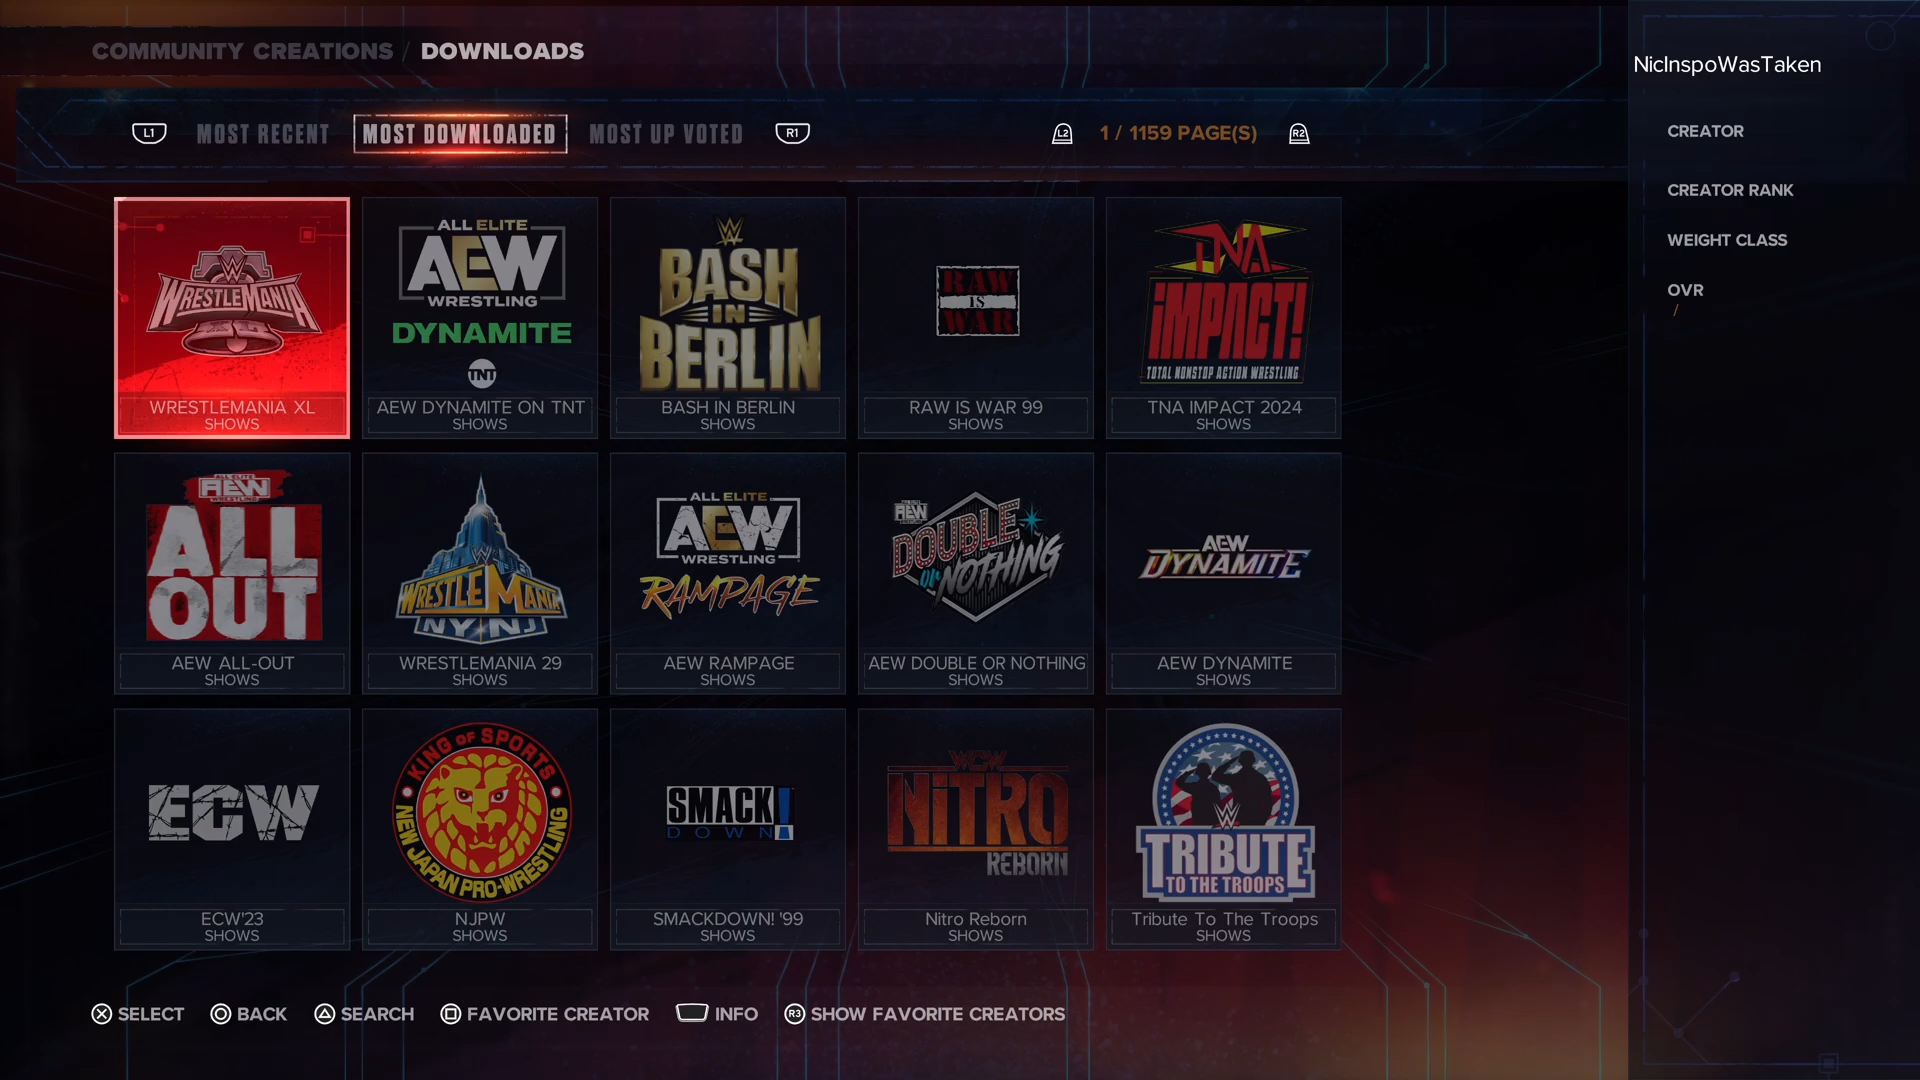 COMMUNITY CREATIONS / DOWNLOADS
NicInspoWasTaken
L1 MOST RECENT MOST DOWNLOADED MOST UP VOTED R1 L2 1 / 1159 PAGE(S) R2
CREATOR
CREATOR RANK
WEIGHT CLASS
OVR
/
W
WRESTLEMANIA
XL
WRESTLEMANIA XL
SHOWS
ALL ELITE
AEW
WRESTLING
DYNAMITE
TNT
AEW DYNAMITE ON TNT
SHOWS
W
BASH
IN
BERLIN
BASH IN BERLIN
SHOWS
RAW
IS
WAR
RAW IS WAR 99
SHOWS
TNA
iMPACT!
TOTAL NONSTOP ACTION WRESTLING
TNA IMPACT 2024
SHOWS
ALL ELITE
AEW
WRESTLING
ALL
OUT
AEW ALL-OUT
SHOWS
W
WRESTLEMANIA
NY NJ
WRESTLEMANIA 29
SHOWS
ALL ELITE
AEW
WRESTLING
RAMPAGE
AEW RAMPAGE
SHOWS
AEW
DOUBLE
OR NOTHING
AEW DOUBLE OR NOTHING
SHOWS
AEW
DYNAMITE
AEW DYNAMITE
SHOWS
ECW
ECW'23
SHOWS
KING OF SPORTS
NEW JAPAN PRO-WRESTLING
NJPW
SHOWS
SMACK!
DOWN
SMACKDOWN! '99
SHOWS
WCW
NiTRO
REBORN
Nitro Reborn
SHOWS
W
TRIBUTE
TO THE TROOPS
Tribute To The Troops
SHOWS
SELECT BACK SEARCH FAVORITE CREATOR INFO R3 SHOW FAVORITE CREATORS